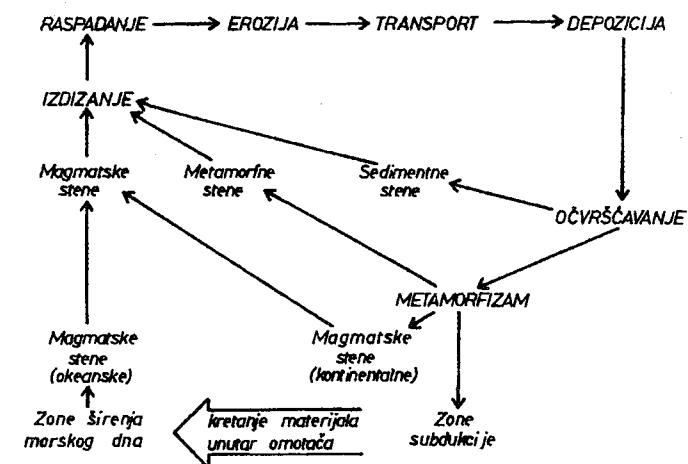 RASPADANJE EROZIJA TRANSPORT DEPOZICIJA
IZDIZANJE
Magmatske
stene
Metamorfne
stene
Sedimentne
stene
OČVRŠĆAVANJE
METAMORFIZAM
Magmatske
stene
(okeanske)
Magmatske
stene
(kontinentalne)
Zone širenja
morskog dna
kretanje materijala
unutar omotača
Zone
subdukcije